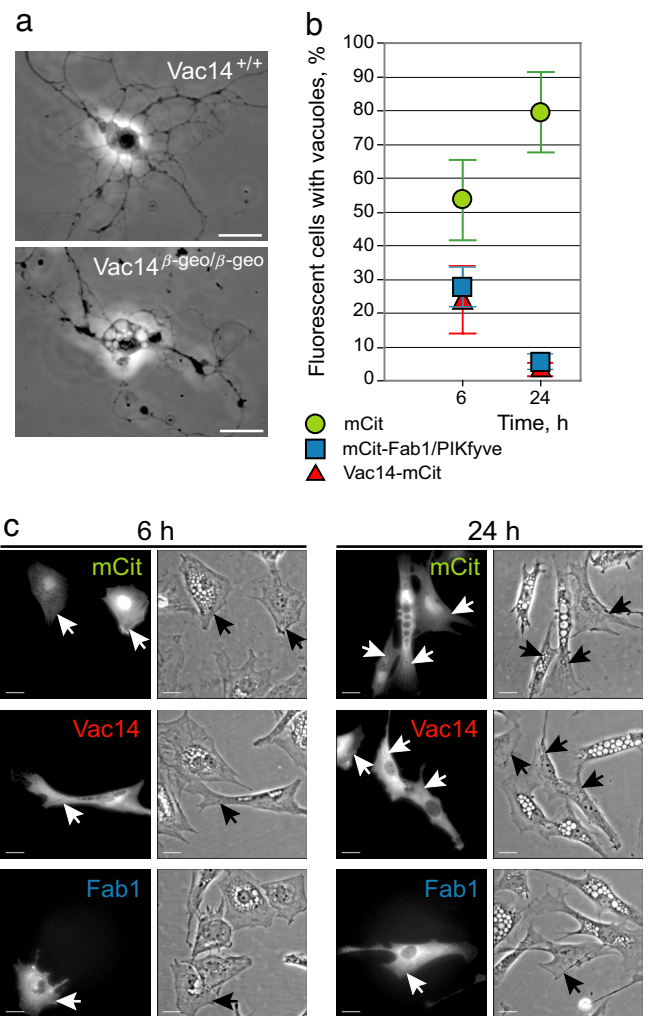 a
Vac14 +/+
Vac14 β-geo/β-geo
b
Fluorescent cells with vacuoles, %
100
90
80
70
60
50
40
30
20
10
0
6
24
Time, h
mCit
mCit-Fab1/PIKfyve
Vac14-mCit
c
6 h
24 h
mCit
mCit
Vac14
Vac14
Fab1
Fab1